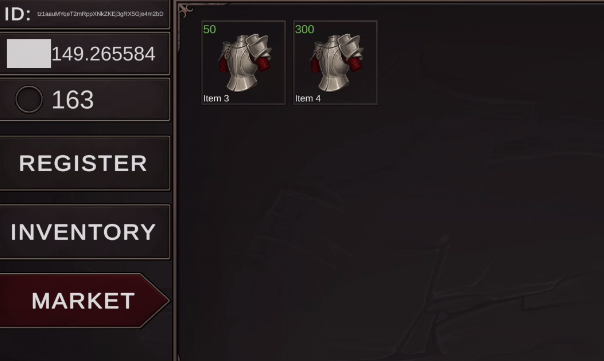 ID:
149.265584
163
REGISTER
INVENTORY
MARKET
50
300
Item 3
Item 4